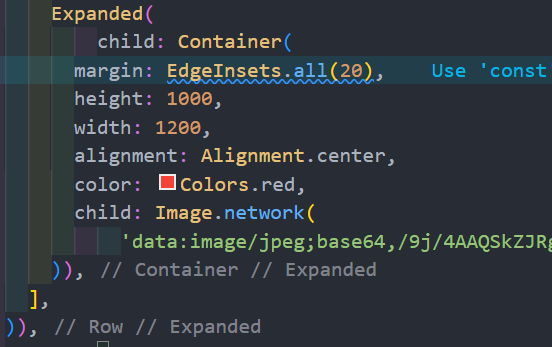 Expanded(
child: Container(
margin: EdgeInsets.all(20), Use 'const
height: 1000,
width: 1200,
alignment: Alignment.center,
color: Colors.red,
child: Image.network(
'data:image/jpeg;base64,/9j/4AAQSkZJRg
)), // Container // Expanded
],
)), // Row // Expanded